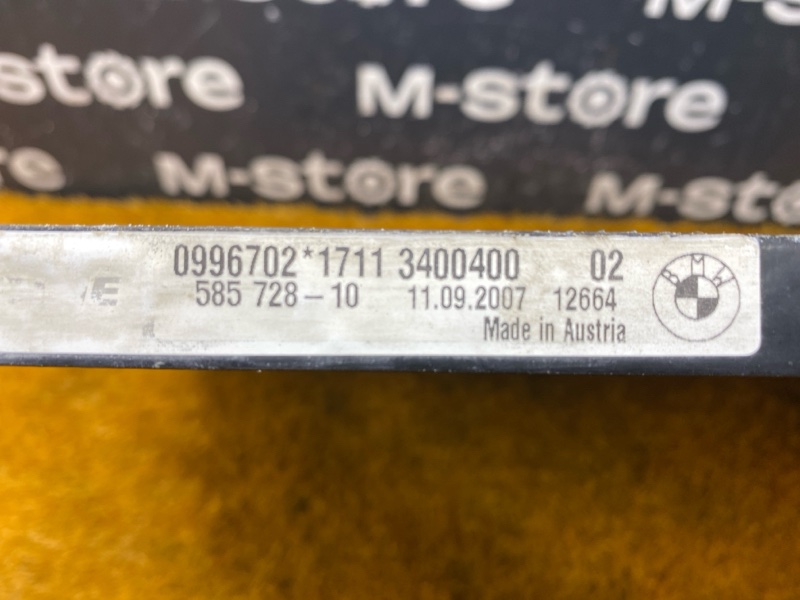 M-store
store M-store
M-store M-store
0996702*1711 3400400 02
585 728-10 11.09.2007 12664
Made in Austria
BMW